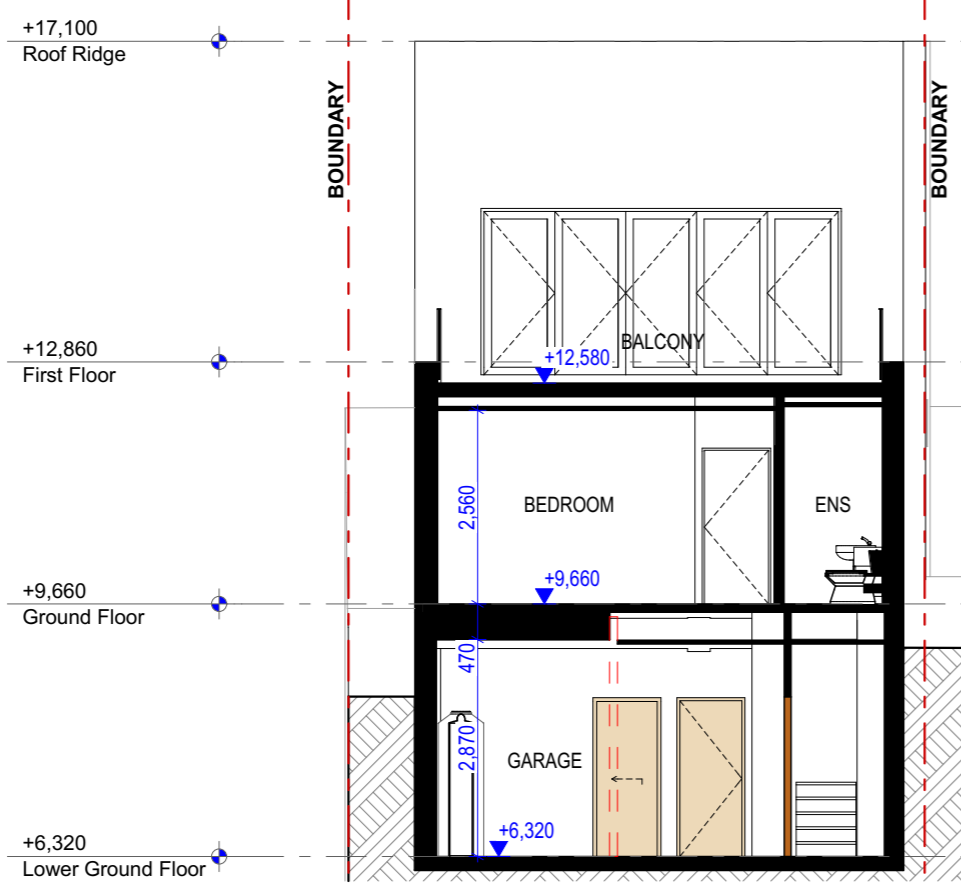 +17,100
Roof Ridge
BOUNDARY
BOUNDARY
BALCONY
+12,860
First Floor
+12,580
2,560
BEDROOM
ENS
+9,660
Ground Floor
+9,660
470
2,870
GARAGE
+6,320
Lower Ground Floor
+6,320